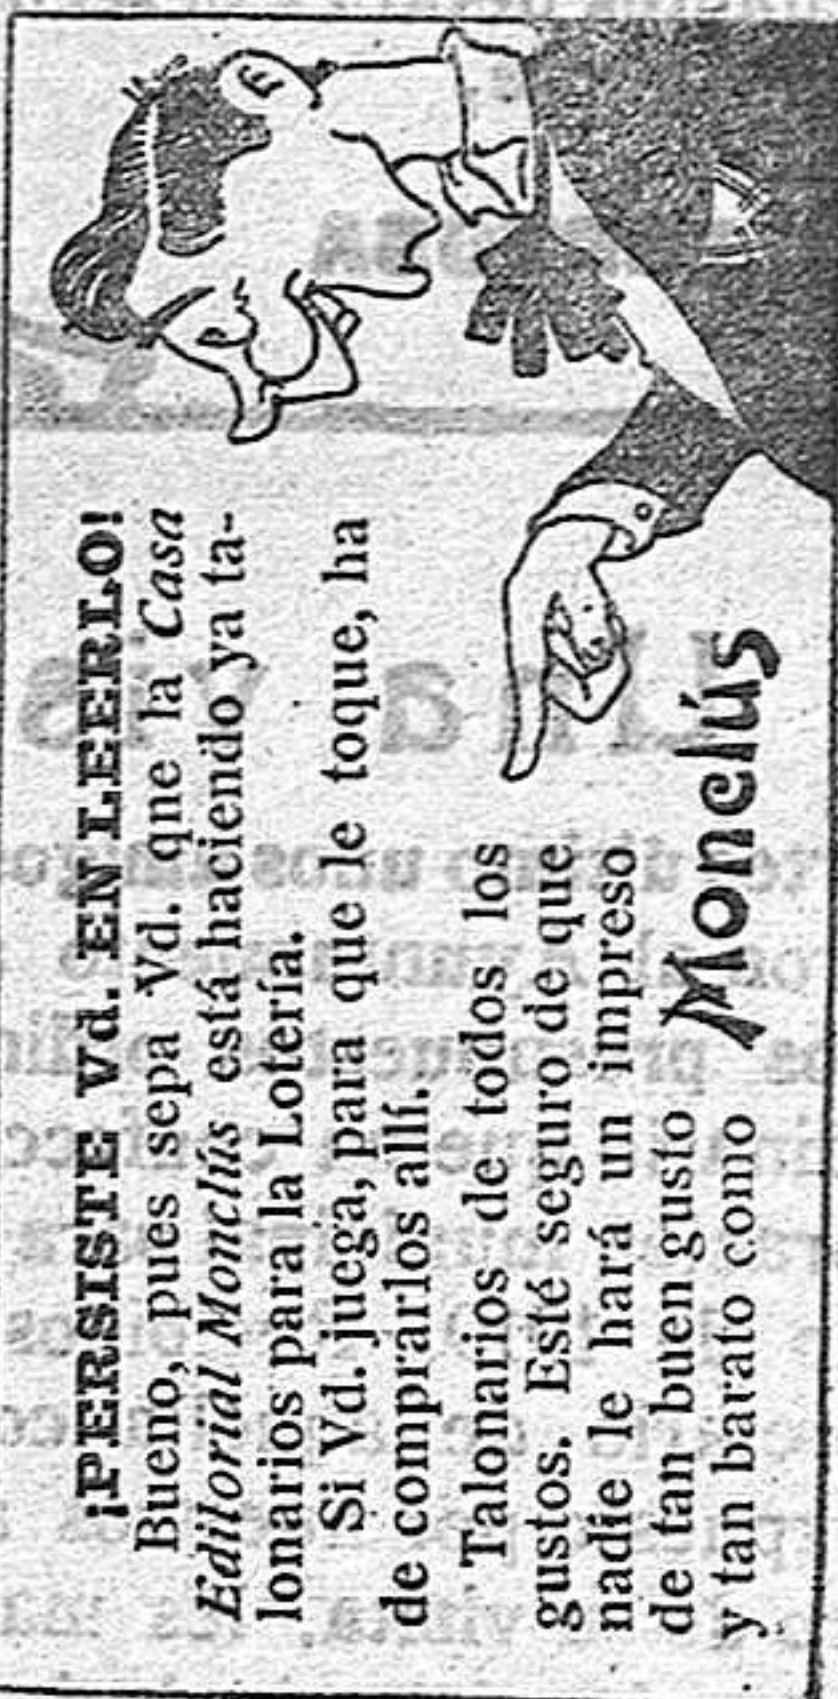 ¡PERSISTE Vd. EN LEERLO!
Bueno, pues sepa Vd. qne la Casa
Editorial Monclús está haciendo ya ta-
lonarios para la Lotería.
Si Vd. juega, para que le toque, ha
de comprarlos allí.
Talonarios de todos los
gustos. Esté seguro de que
nadie le hará un impreso
de tan buen gusto
y tan barato como
Monclús